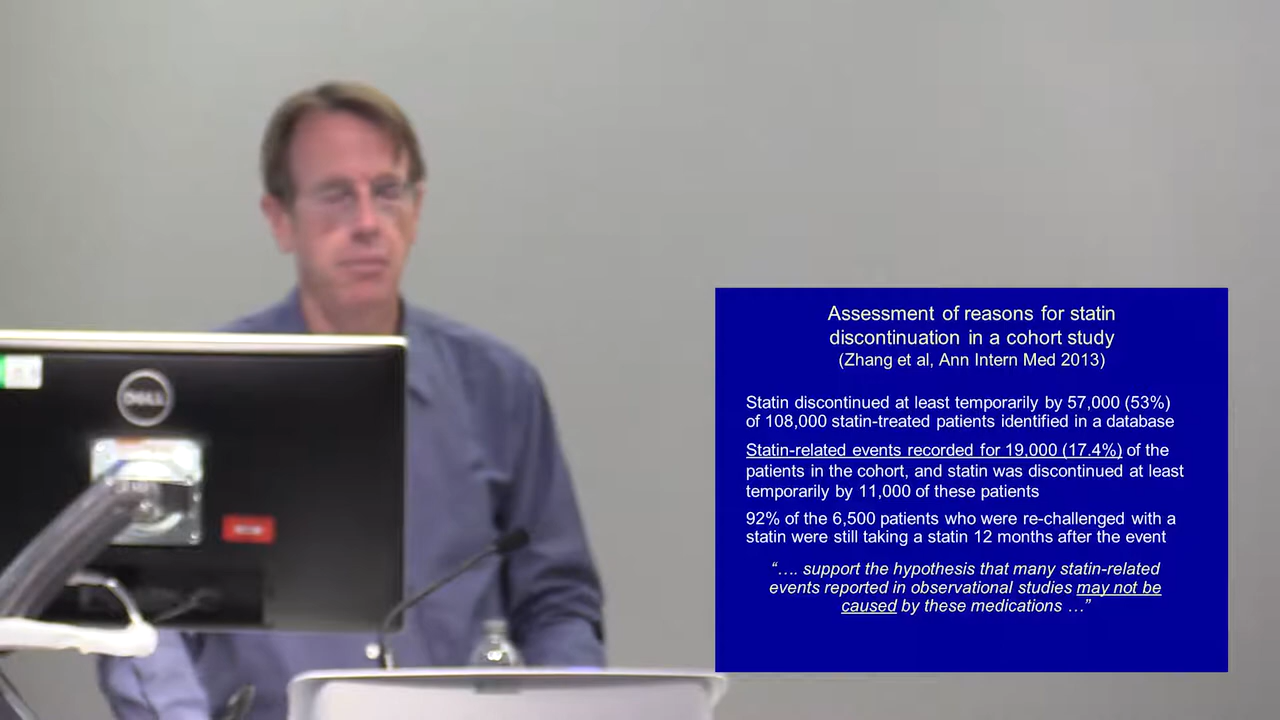 DELL
Assessment of reasons for statin
discontinuation in a cohort study
(Zhang et al, Ann Intern Med 2013)
Statin discontinued at least temporarily by 57,000 (53%)
of 108,000 statin-treated patients identified in a database
Statin-related events recorded for 19,000 (17.4%) of the
patients in the cohort, and statin was discontinued at least
temporarily by 11,000 of these patients
92% of the 6,500 patients who were re-challenged with a
statin were still taking a statin 12 months after the event
“…. support the hypothesis that many statin-related
events reported in observational studies may not be
caused by these medications …”